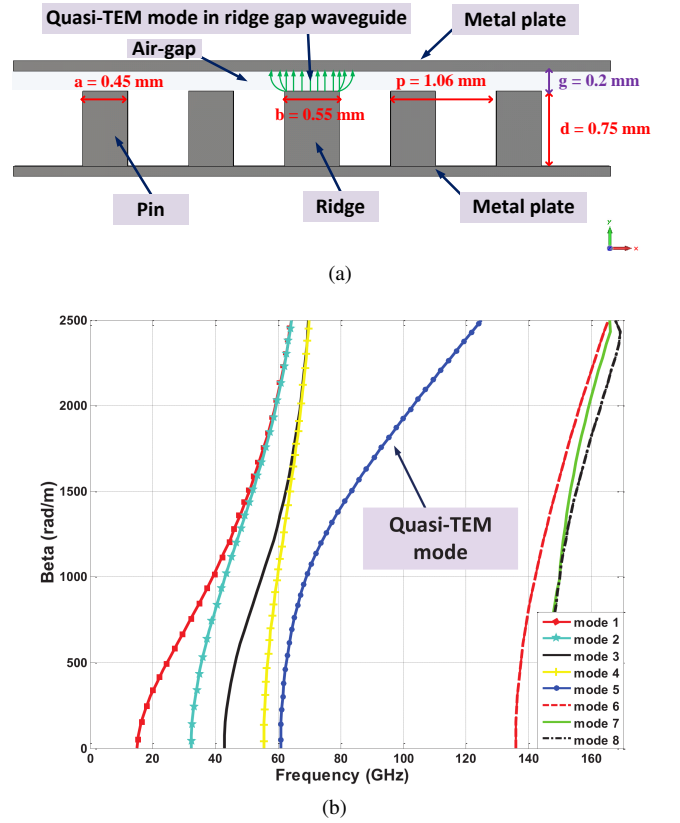 Quasi-TEM mode in ridge gap waveguide
Metal plate
Air-gap
a = 0.45 mm
p = 1.06 mm
g = 0.2 mm
b = 0.55 mm
d = 0.75 mm
Pin
Ridge
Metal plate
y
x
(a)
2500
2000
1500
1000
500
0
Beta (rad/m)
Quasi-TEM
mode
mode 1
mode 2
mode 3
mode 4
mode 5
mode 6
mode 7
mode 8
0 20 40 60 80 100 120 140 160
Frequency (GHz)
(b)